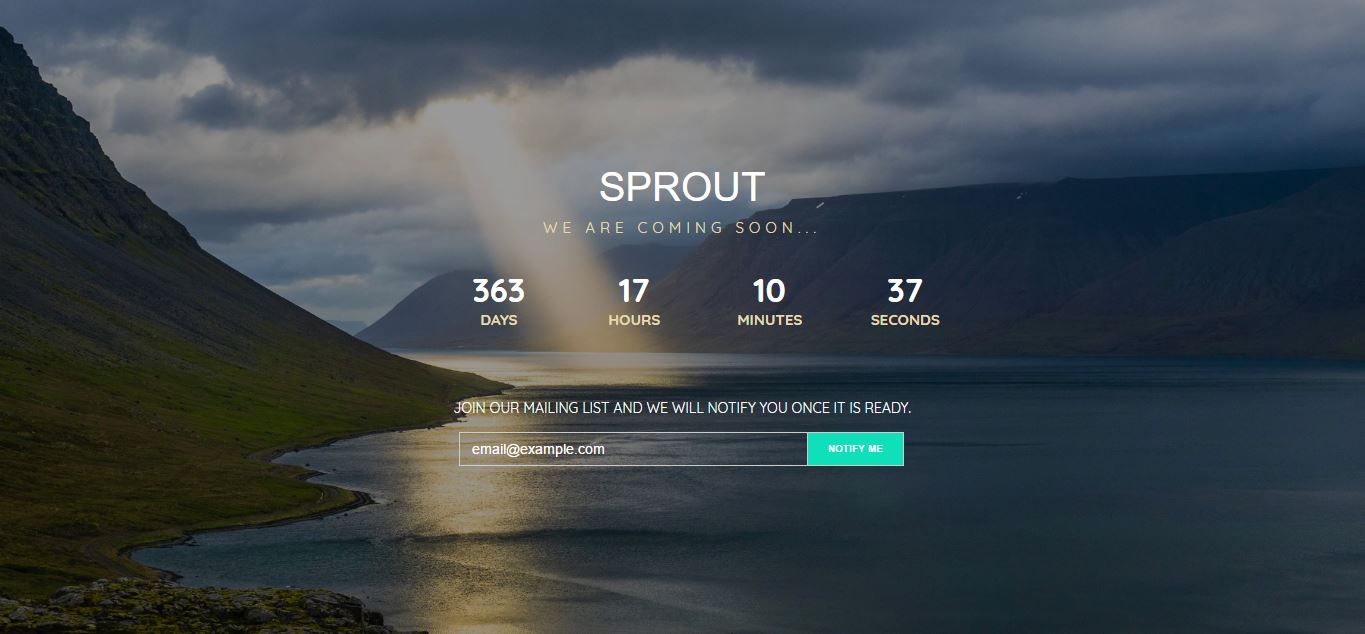 SPROUT
WE ARE COMING SOON...
363 17 10 37
DAYS HOURS MINUTES SECONDS
JOIN OUR MAILING LIST AND WE WILL NOTIFY YOU ONCE IT IS READY.
email@example.com NOTIFY ME